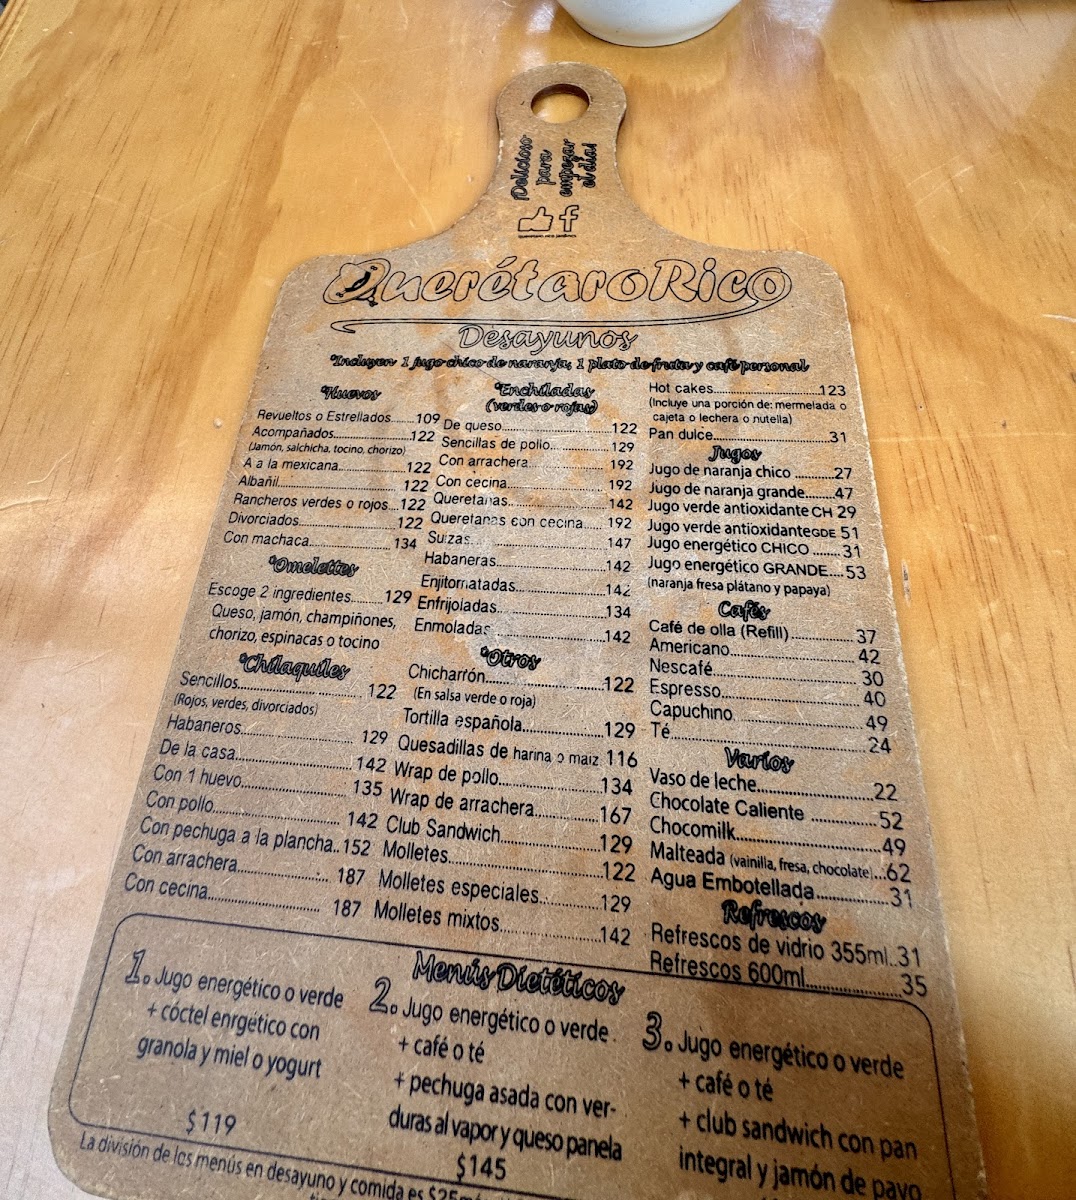 ¡Delicioso
para
empezar
el día!
Querétaro Rico
Desayunos
*Incluyen 1 jugo chico de naranja, 1 plato de fruta y café personal
*Huevos
Revueltos o Estrellados........109
Acompañados........122
(Jamón, salchicha, tocino, chorizo)
A a la mexicana........122
Albañil........122
Rancheros verdes o rojos...122
Divorciados........122
Con machaca........134
*Omelettes
Escoge 2 ingredientes........129
Queso, jamón, champiñones,
chorizo, espinacas o tocino
*Chilaquiles
Sencillos........122
(Rojos, verdes, divorciados)
Habaneros........129
De la casa........142
Con 1 huevo........135
Con pollo........142
Con pechuga a la plancha..152
Con arrachera........187
Con cecina........187
*Enchiladas
(verdes o rojas)
De queso........122
Sencillas de pollo........129
Con arrachera........192
Con cecina........192
Queretanas........142
Queretanas con cecina.....192
Suizas........147
Habaneras........142
Enjitomatadas........142
Enfrijoladas........134
Enmoladas........142
*Otros
Chicharrón........122
(En salsa verde o roja)
Tortilla española........129
Quesadillas de harina o maiz 116
Wrap de pollo........134
Wrap de arrachera........167
Club Sandwich........129
Molletes........122
Molletes especiales........129
Molletes mixtos........142
Hot cakes........123
(Incluye una porción de: mermelada o
cajeta o lechera o nutella)
Pan dulce........31
Jugos
Jugo de naranja chico ........27
Jugo de naranja grande.......47
Jugo verde antioxidante CH 29
Jugo verde antioxidante GDE 51
Jugo energético CHICO .......31
Jugo energético GRANDE....53
(naranja fresa plátano y papaya)
Cafés
Café de olla (Refill)........37
Americano........42
Nescafé........30
Espresso........40
Capuchino........49
Té........24
Varios
Vaso de leche........22
Chocolate Caliente ........52
Chocomilk........49
Malteada (vainilla, fresa, chocolate)...62
Agua Embotellada........31
Refrescos
Refrescos de vidrio 355ml..31
Refrescos 600ml........35
Menús Dietéticos
1. Jugo energético o verde
+ cóctel enrgético con
granola y miel o yogurt
$119
2. Jugo energético o verde
+ café o té
+ pechuga asada con ver-
duras al vapor y queso panela
$145
3. Jugo energético o verde
+ café o té
+ club sandwich con pan
integral y jamón de pavo
La división de los menús en desayuno y comida es $25